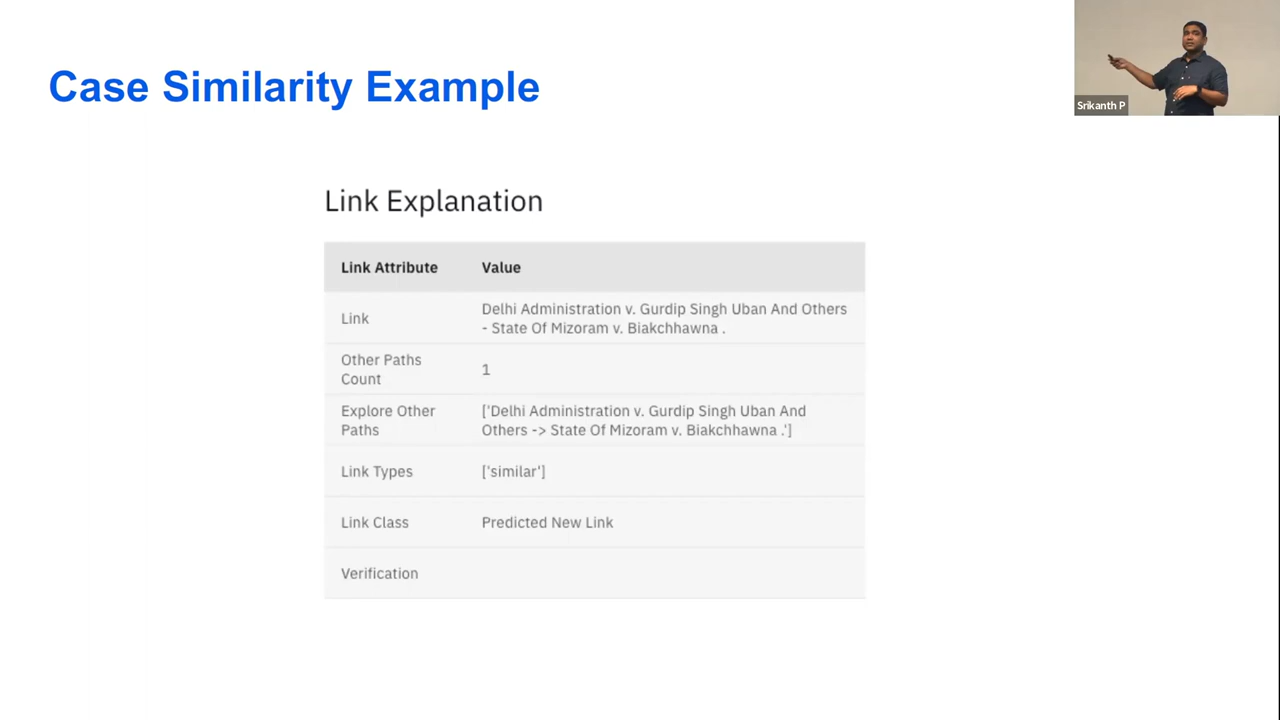 Case Similarity Example
Srikanth P
Link Explanation
Link Attribute Value
Link Delhi Administration v. Gurdip Singh Uban And Others
- State Of Mizoram v. Biakchhawna .
Other Paths
Count
1
Explore Other
Paths
['Delhi Administration v. Gurdip Singh Uban And
Others -> State Of Mizoram v. Biakchhawna .']
Link Types ['similar']
Link Class Predicted New Link
Verification